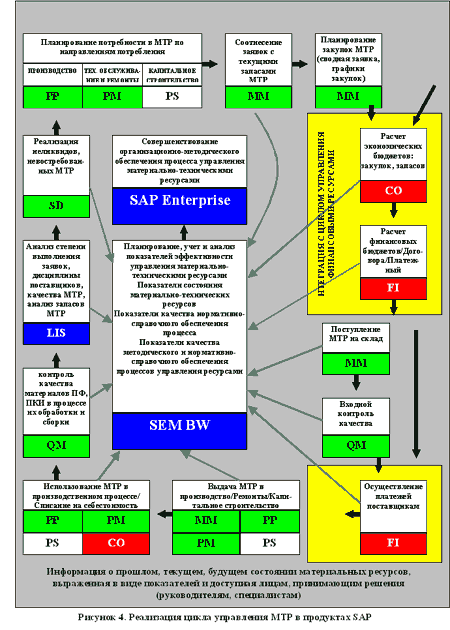 Планирование потребности в МТР по
направлениям потребления
ПРОИЗВОДСТВО
ТЕХ. ОБСЛУЖИВА-
НИЕ И РЕМОНТЫ
КАПИТАЛЬНОЕ
СТРОИТЕЛЬСТВО
PP
PM
PS
Соотнесение
заявок с
текущими
запасами
МТР
MM
Планирование
закупок МТР
(сводная заявка,
графики
закупок)
MM
ИНТЕГРАЦИЯ С ЦИКЛОМ УПРАВЛЕНИЯ
ФИНАНСОВЫМИ РЕСУРСАМИ
Расчет
экономических
бюджетов:
закупок, запасов
CO
Расчет
финансовых
бюджетов/Дого-
вора/Платеж
ный
FI
Поступление
МТР на склад
MM
Входной
контроль
качества
QM
Осуществление
платежей
поставщикам
FI
Реализация
неликвидов,
невостребован-
ных МТР
SD
Анализ степени
выполнения
заявок,
дисциплины
поставщиков,
качества МТР,
анализ запасов
МТР
LIS
контроль
качества
материалов ПФ,
ПКИ в процессе
их обработки и
сборки
QM
Совершенствование
организационно-методического
обеспечения процесса управления
материально-техническими
ресурсами
SAP Enterprise
Планирование, учет и анализ
показателей эффективности
управления материально-
техническими ресурсами
Показатели состояния
материально-технических
ресурсов
Показатели качества нормативно-
справочного обеспечения
процесса
Показатели качества
методического и нормативно-
справочного обеспечения
процессов управления ресурсами
SEM BW
Использование МТР в
производственном процессе/
Списание на себестоимость
PP
PM
PS
CO
Выдача МТР в
производство/Ремонты/Капи-
тальное строительство
MM
PP
PM
PS
Информация о прошлом, текущем, будущем состоянии материальных ресурсов,
выраженная в виде показателей и доступная лицам, принимающим решения
(руководителям, специалистам)
Рисунок 4. Реализация цикла управления МТР в продуктах SAP